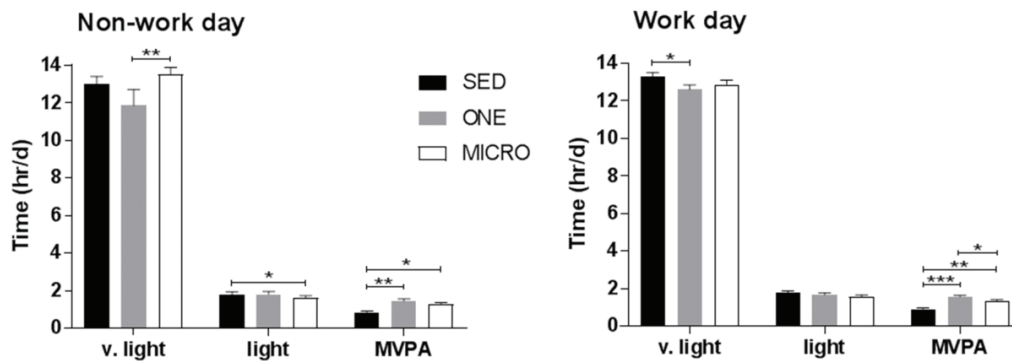 Non-work day
Time (hr/d)
14
12
10
8
6
4
2
0
**
*
*
**
v. light
light
MVPA
SED
ONE
MICRO
Work day
Time (hr/d)
14
12
10
8
6
4
2
0
*
*
**
***
v. light
light
MVPA